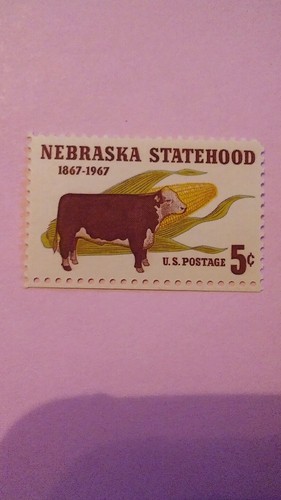 NEBRASKA STATEHOOD
1867-1967
U.S. POSTAGE 5¢